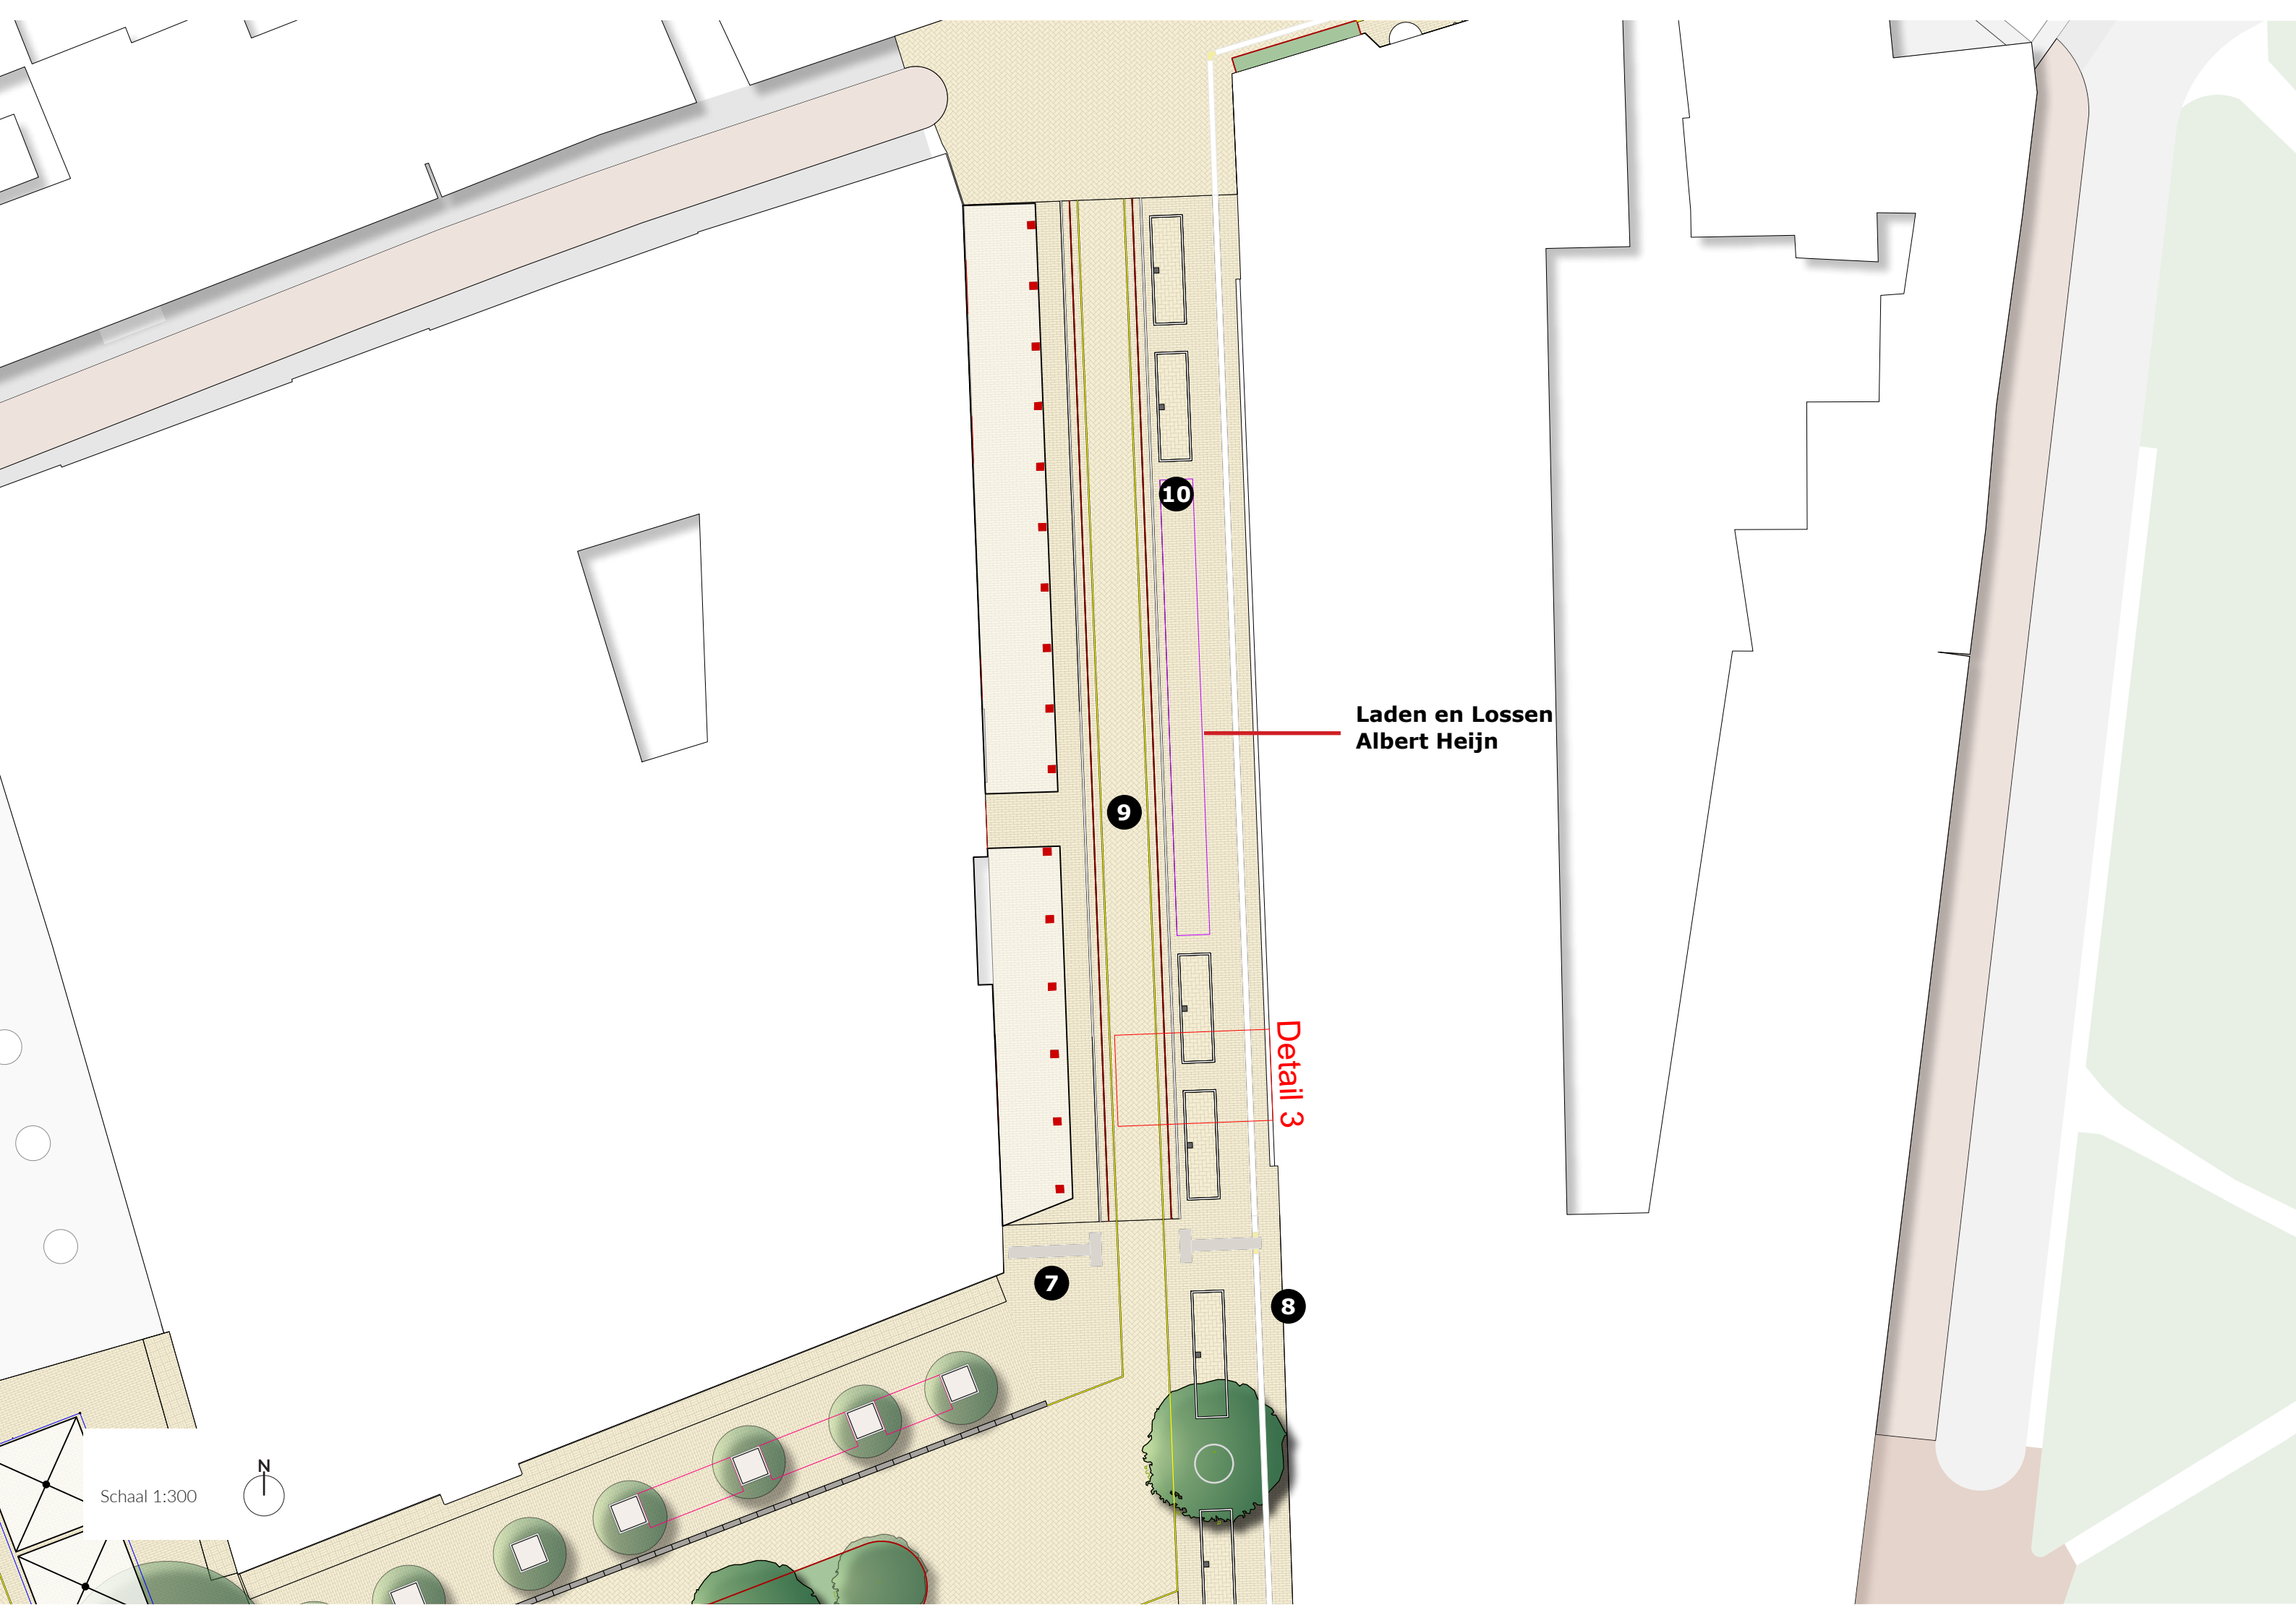 10
Laden en Lossen
Albert Heijn
9
Detail 3
7
8
N
Schaal 1:300